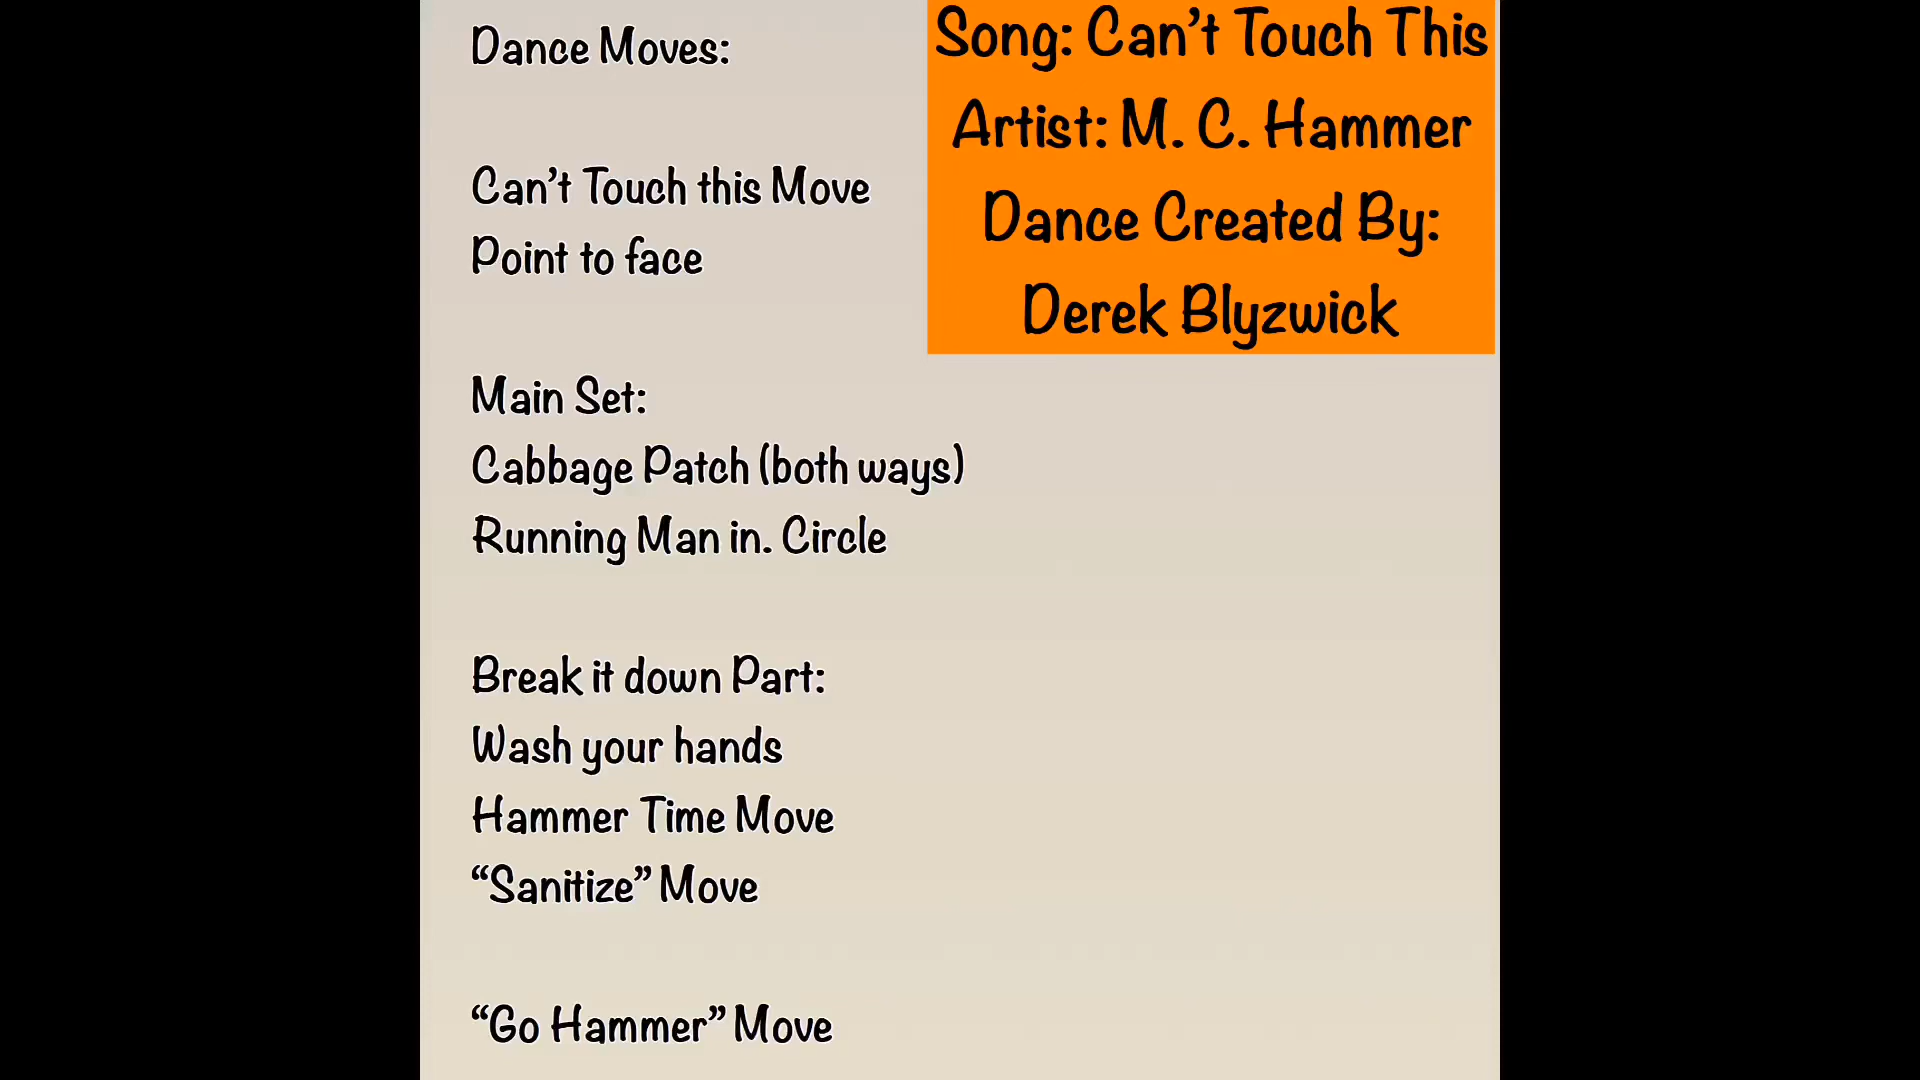 Dance Moves:
Can't Touch this Move
Point to face
Main Set:
Cabbage Patch (both ways)
Running Man in. Circle
Break it down Part:
Wash your hands
Hammer Time Move
“Sanitize” Move
“Go Hammer” Move
Song: Can't Touch This
Artist: M. C. Hammer
Dance Created By:
Derek Blyzwick